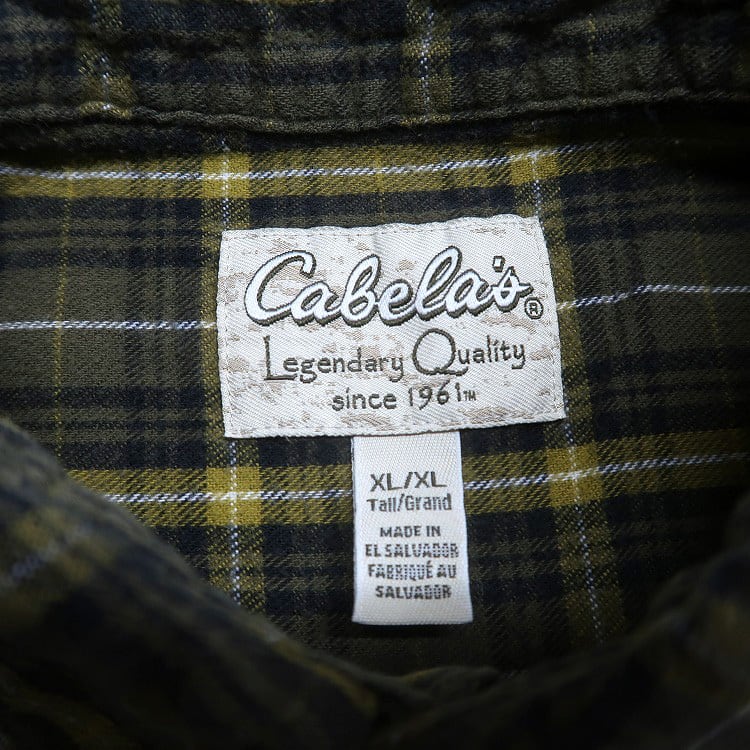 Cabela's®
Legendary Quality
since 1961™
XL/XL
Tall/Grand
MADE IN
EL SALVADOR
FABRIQUÉ AU
SALVADOR